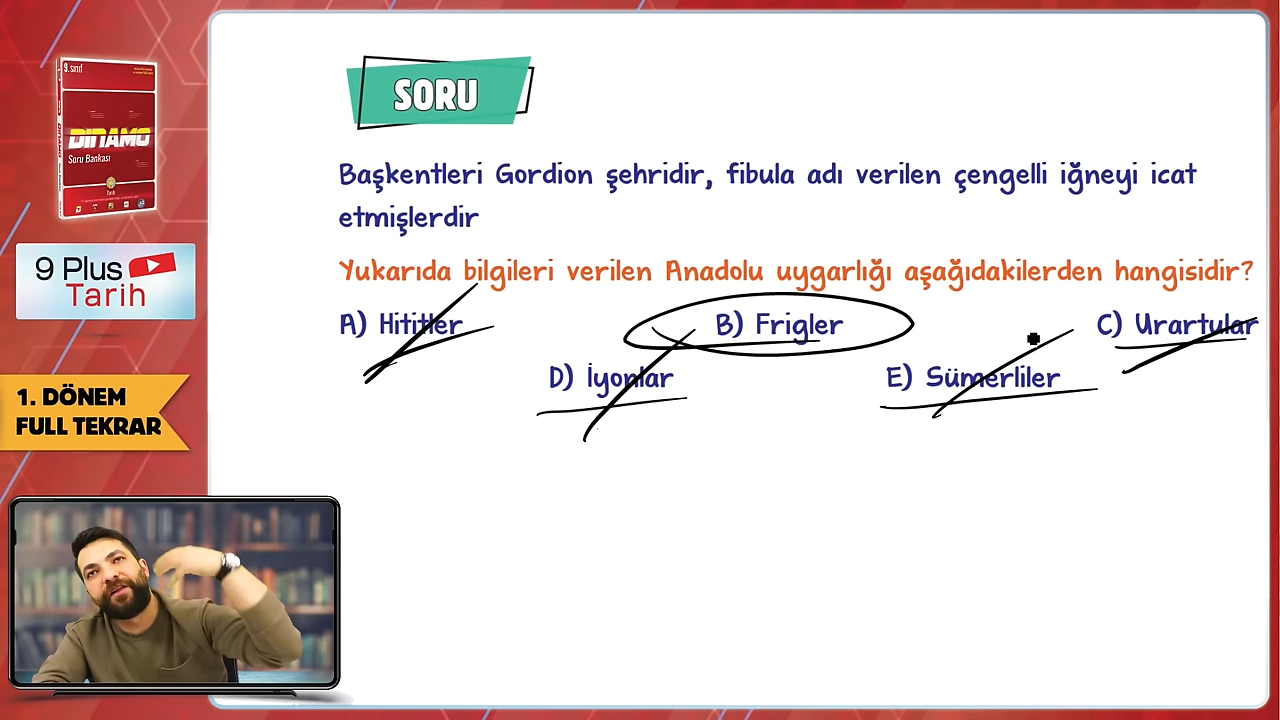 9. sınıf
DİNAMO
Soru Bankası
Tarih
9 Plus
Tarih
1. DÖNEM
FULL TEKRAR
SORU
Başkentleri Gordion şehridir, fibula adı verilen çengelli iğneyi icat
etmişlerdir
Yukarıda bilgileri verilen Anadolu uygarlığı aşağıdakilerden hangisidir?
A) Hititler B) Frigler C) Urartular
D) İyonlar E) Sümerliler